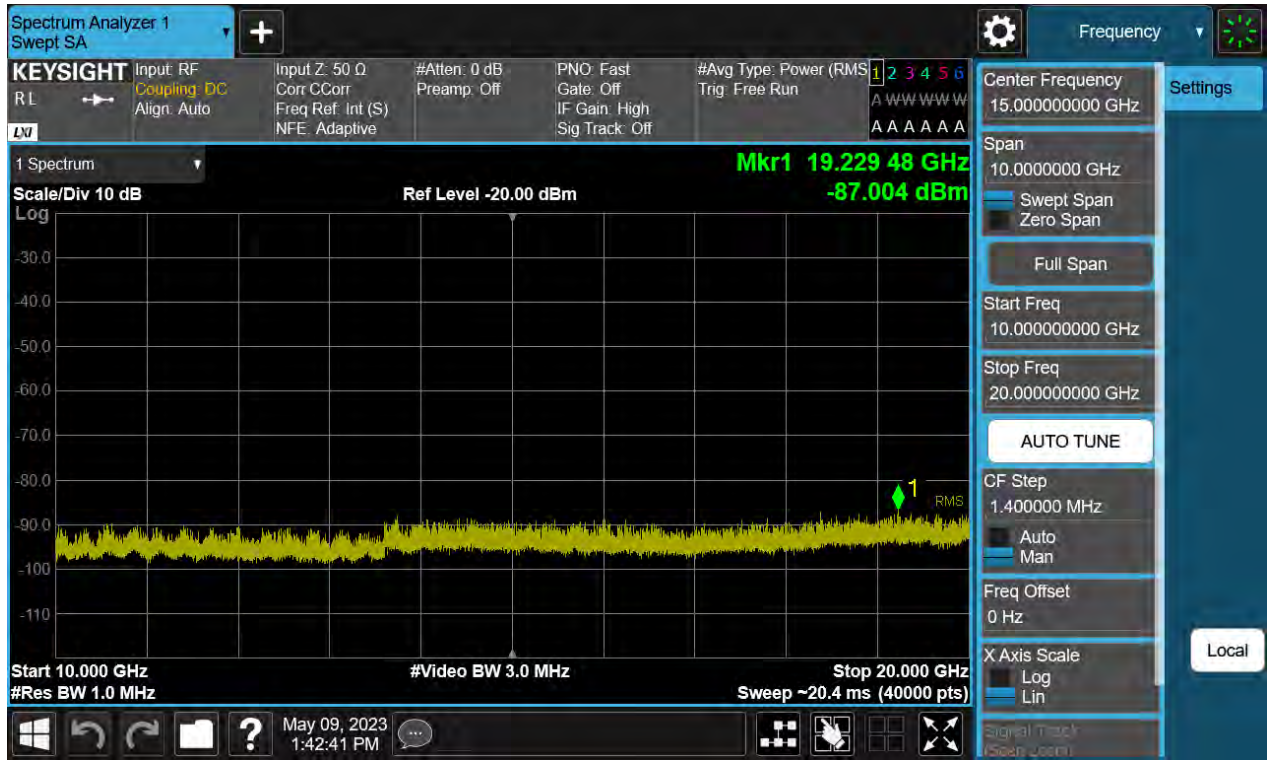 Spectrum Analyzer 1
Swept SA
Frequency
KEYSIGHT
RL
LXI
Input: RF
Coupling: DC
Align: Auto
Input Z: 50 Ω
Corr CCorr
Freq Ref: Int (S)
NFE: Adaptive
#Atten: 0 dB
Preamp: Off
PNO: Fast
Gate: Off
IF Gain: High
Sig Track: Off
#Avg Type: Power (RMS
Trig: Free Run
1 2 3 4 5 6
A W W W W W
A A A A A A
1 Spectrum
Scale/Div 10 dB
Ref Level -20.00 dBm
Mkr1 19.229 48 GHz
-87.004 dBm
Log
-30.0
-40.0
-50.0
-60.0
-70.0
-80.0
-90.0
-100
-110
1
RMS
Start 10.000 GHz
#Video BW 3.0 MHz
Stop 20.000 GHz
#Res BW 1.0 MHz
Sweep ~20.4 ms (40000 pts)
May 09, 2023
1:42:41 PM
Center Frequency
15.000000000 GHz
Settings
Span
10.0000000 GHz
Swept Span
Zero Span
Full Span
Start Freq
10.000000000 GHz
Stop Freq
20.000000000 GHz
AUTO TUNE
CF Step
1.400000 MHz
Auto
Man
Freq Offset
0 Hz
X Axis Scale
Log
Lin
Local
Signal Track
(Span Zoom)